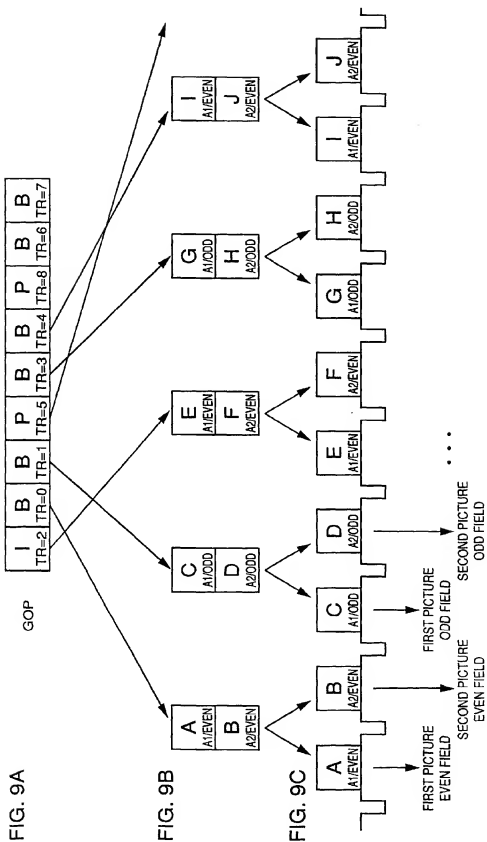 FIG. 9A
GOP
I B B P B B P B B
TR=2 TR=0 TR=1 TR=5 TR=3 TR=4 TR=8 TR=6 TR=7
FIG. 9B
A C E G I
A1/EVEN A1/ODD A1/EVEN A1/ODD A1/EVEN
B D F H J
A2/EVEN A2/ODD A2/EVEN A2/ODD A2/EVEN
FIG. 9C
A B C D E F G H I J
A1/EVEN A2/EVEN A1/ODD A2/ODD A1/EVEN A2/EVEN A1/ODD A2/ODD A1/EVEN A2/EVEN
FIRST PICTURE
EVEN FIELD
SECOND PICTURE
EVEN FIELD
FIRST PICTURE
ODD FIELD
SECOND PICTURE
ODD FIELD
...